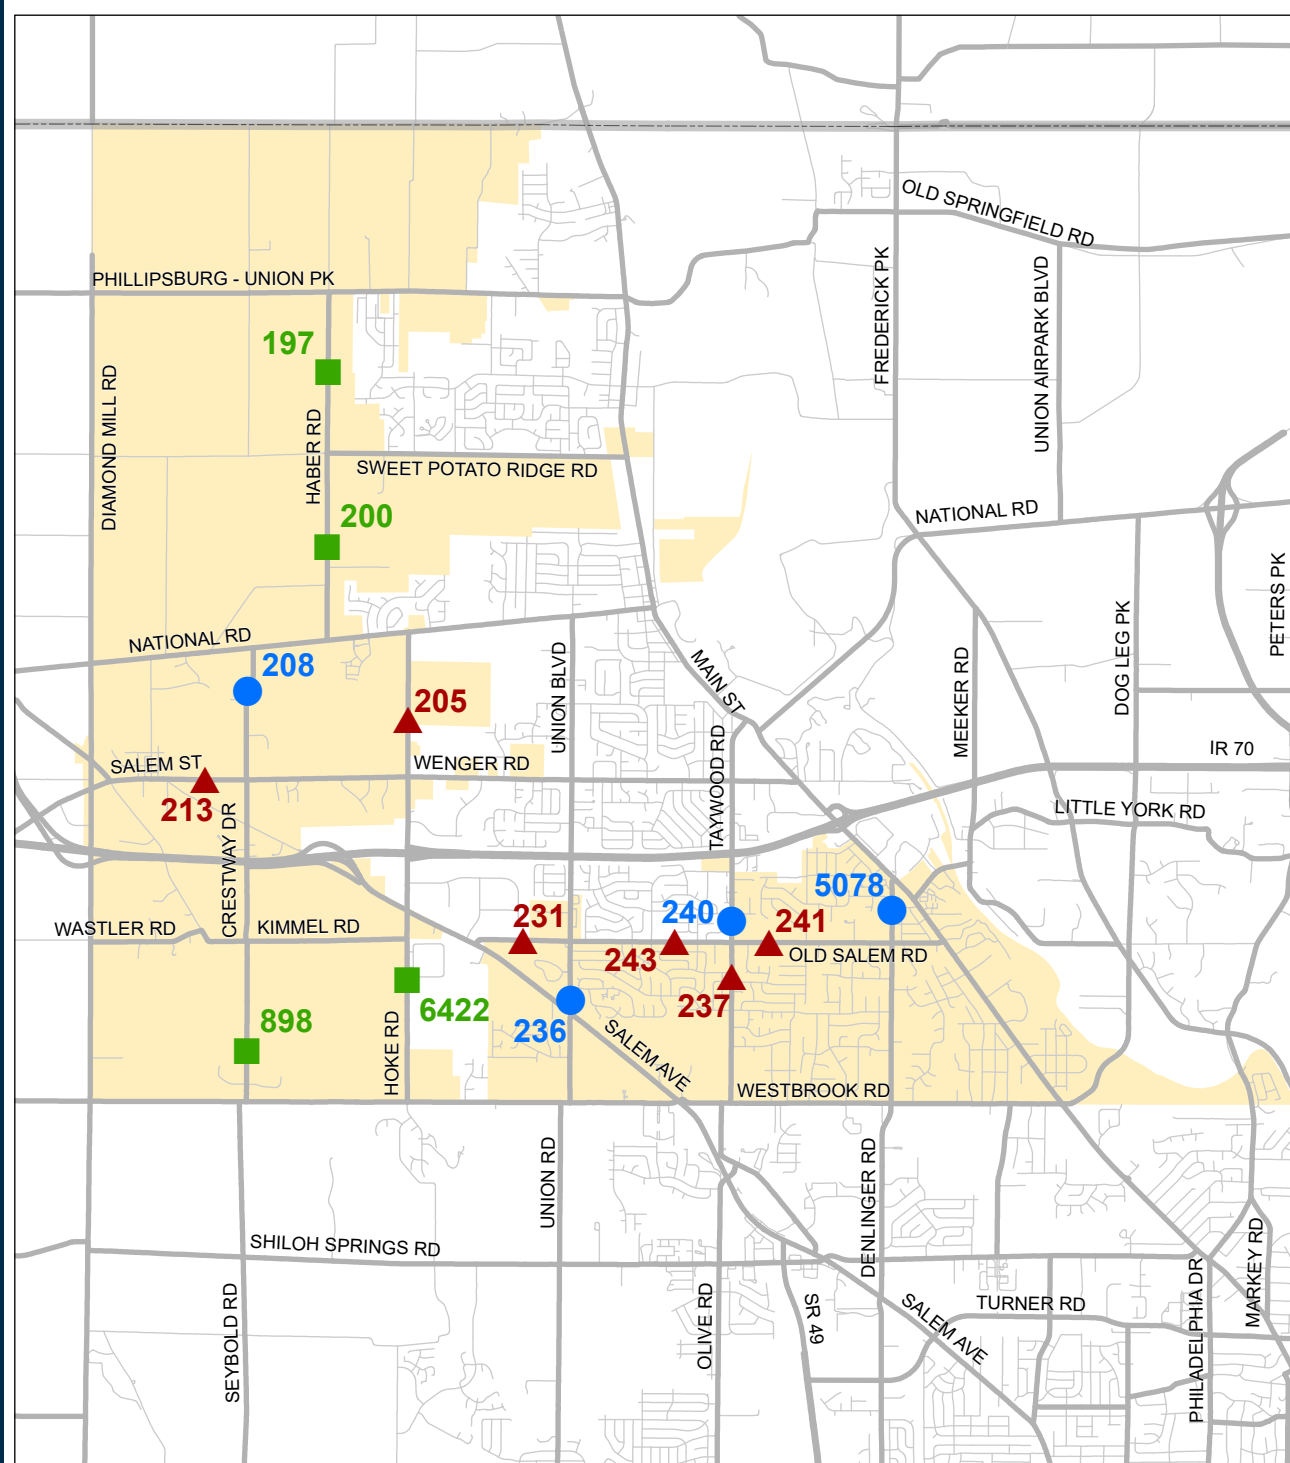 OLD SPRINGFIELD RD
PHILLIPSBURG - UNION PK
FREDERICK PK
UNION AIRPARK BLVD
197
DIAMOND MILL RD
HABER RD
SWEET POTATO RIDGE RD
200
NATIONAL RD
PETERS PK
NATIONAL RD
208
DOG LEG PK
MEEKER RD
UNION BLVD
MAIN ST
205
TAYWOOD RD
IR 70
SALEM ST
WENGER RD
213
CRESTWAY DR
LITTLE YORK RD
5078
231
240
241
WASTLER RD
KIMMEL RD
243
OLD SALEM RD
237
6422
898
236
HOKE RD
SALEM AVE
WESTBROOK RD
UNION RD
DENLINGER RD
SHILOH SPRINGS RD
MARKEY RD
PHILADELPHIA DR
SEYBOLD RD
OLIVE RD
SR 49
SALEM AVE
TURNER RD